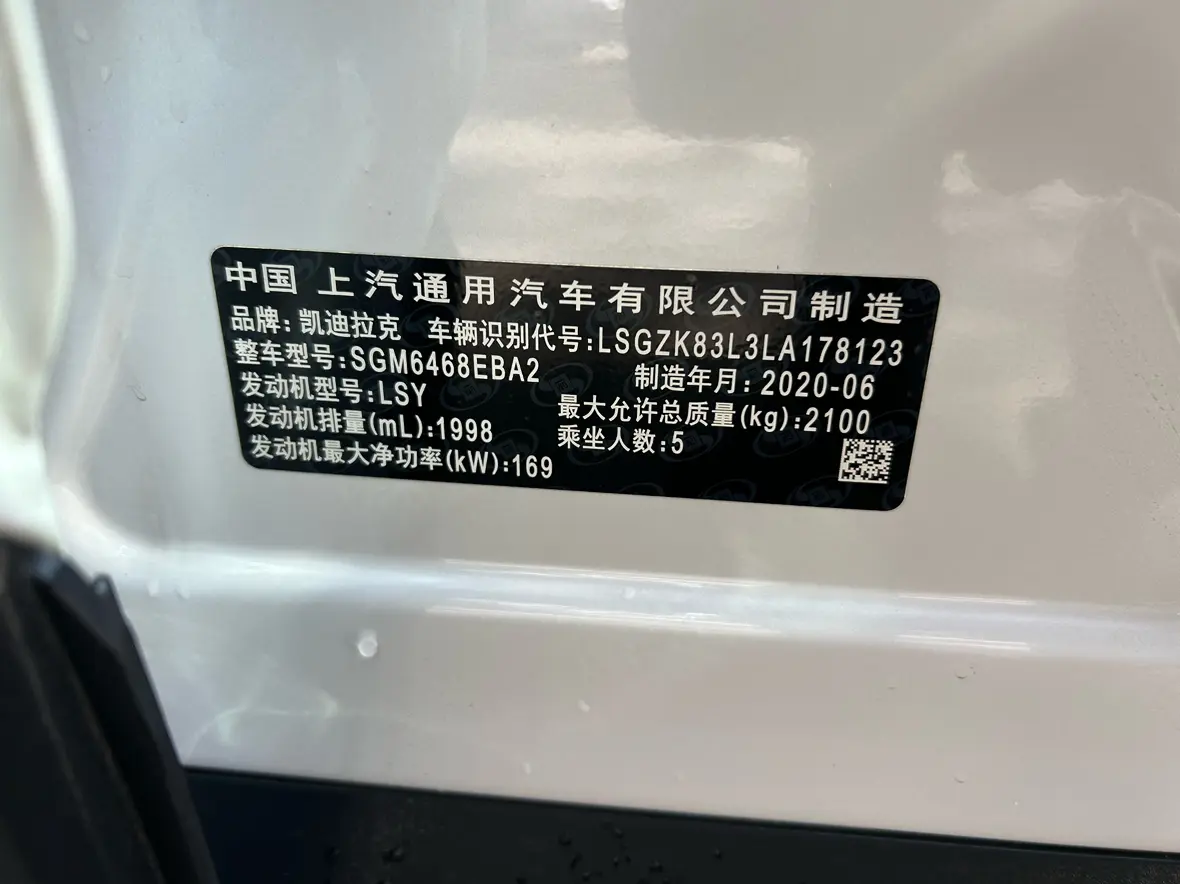 中国 上汽通用汽车有限公司制造
品牌:凯迪拉克 车辆识别代号:LSGZK83L3LA178123
整车型号:SGM6468EBA2 制造年月:2020-06
发动机型号:LSY 最大允许总质量(kg):2100
发动机排量(mL):1998 乘坐人数:5
发动机最大净功率(kW):169